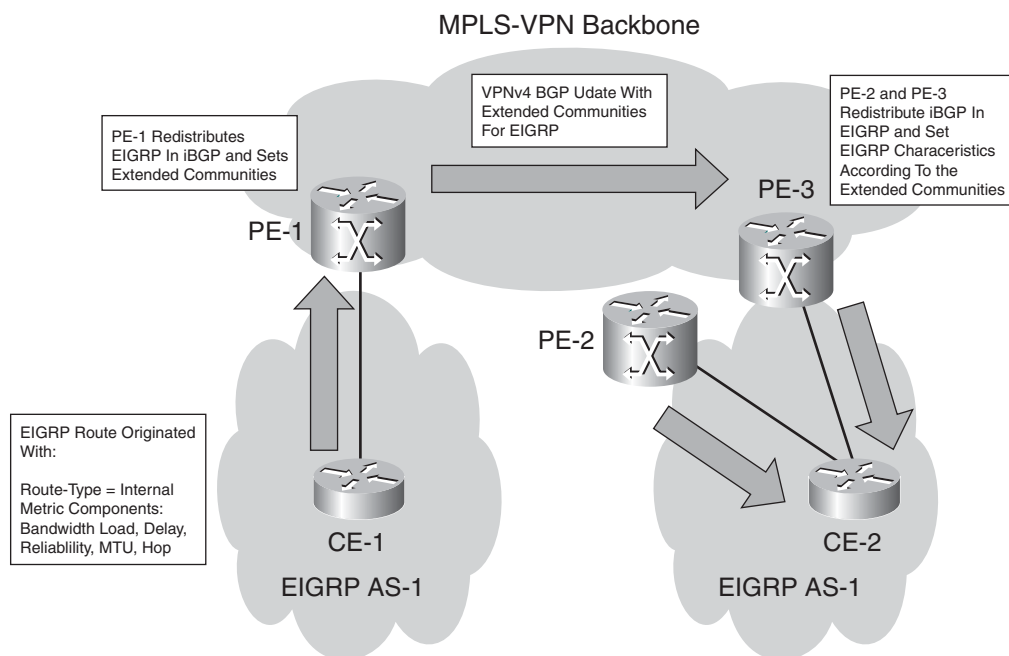 MPLS-VPN Backbone
PE-1 Redistributes
EIGRP In iBGP and Sets
Extended Communities
VPNv4 BGP Udate With
Extended Communities
For EIGRP
PE-2 and PE-3
Redistribute iBGP In
EIGRP and Set
EIGRP Characeristics
According To the
Extended Communities
PE-1
PE-3
PE-2
EIGRP Route Originated
With:
Route-Type = Internal
Metric Components:
Bandwidth Load, Delay,
Reliablility, MTU, Hop
CE-1
CE-2
EIGRP AS-1
EIGRP AS-1